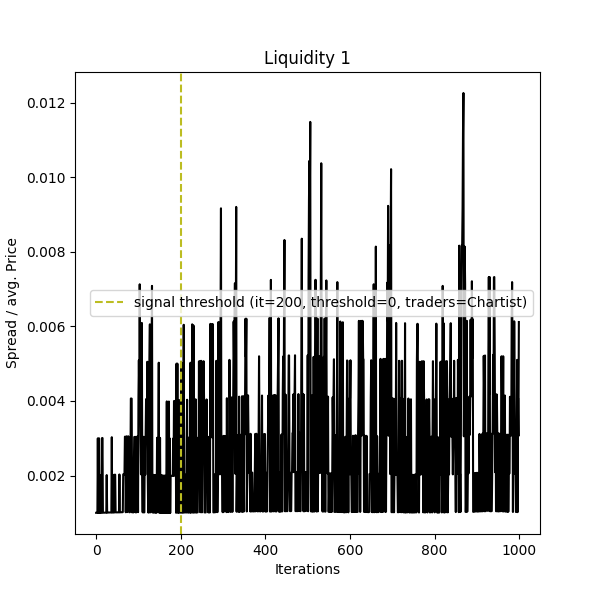 Liquidity 1
0.012
0.010
0.008
0.006
0.004
0.002
Spread / avg. Price
signal threshold (it=200, threshold=0, traders=Chartist)
0 200 400 600 800 1000
Iterations